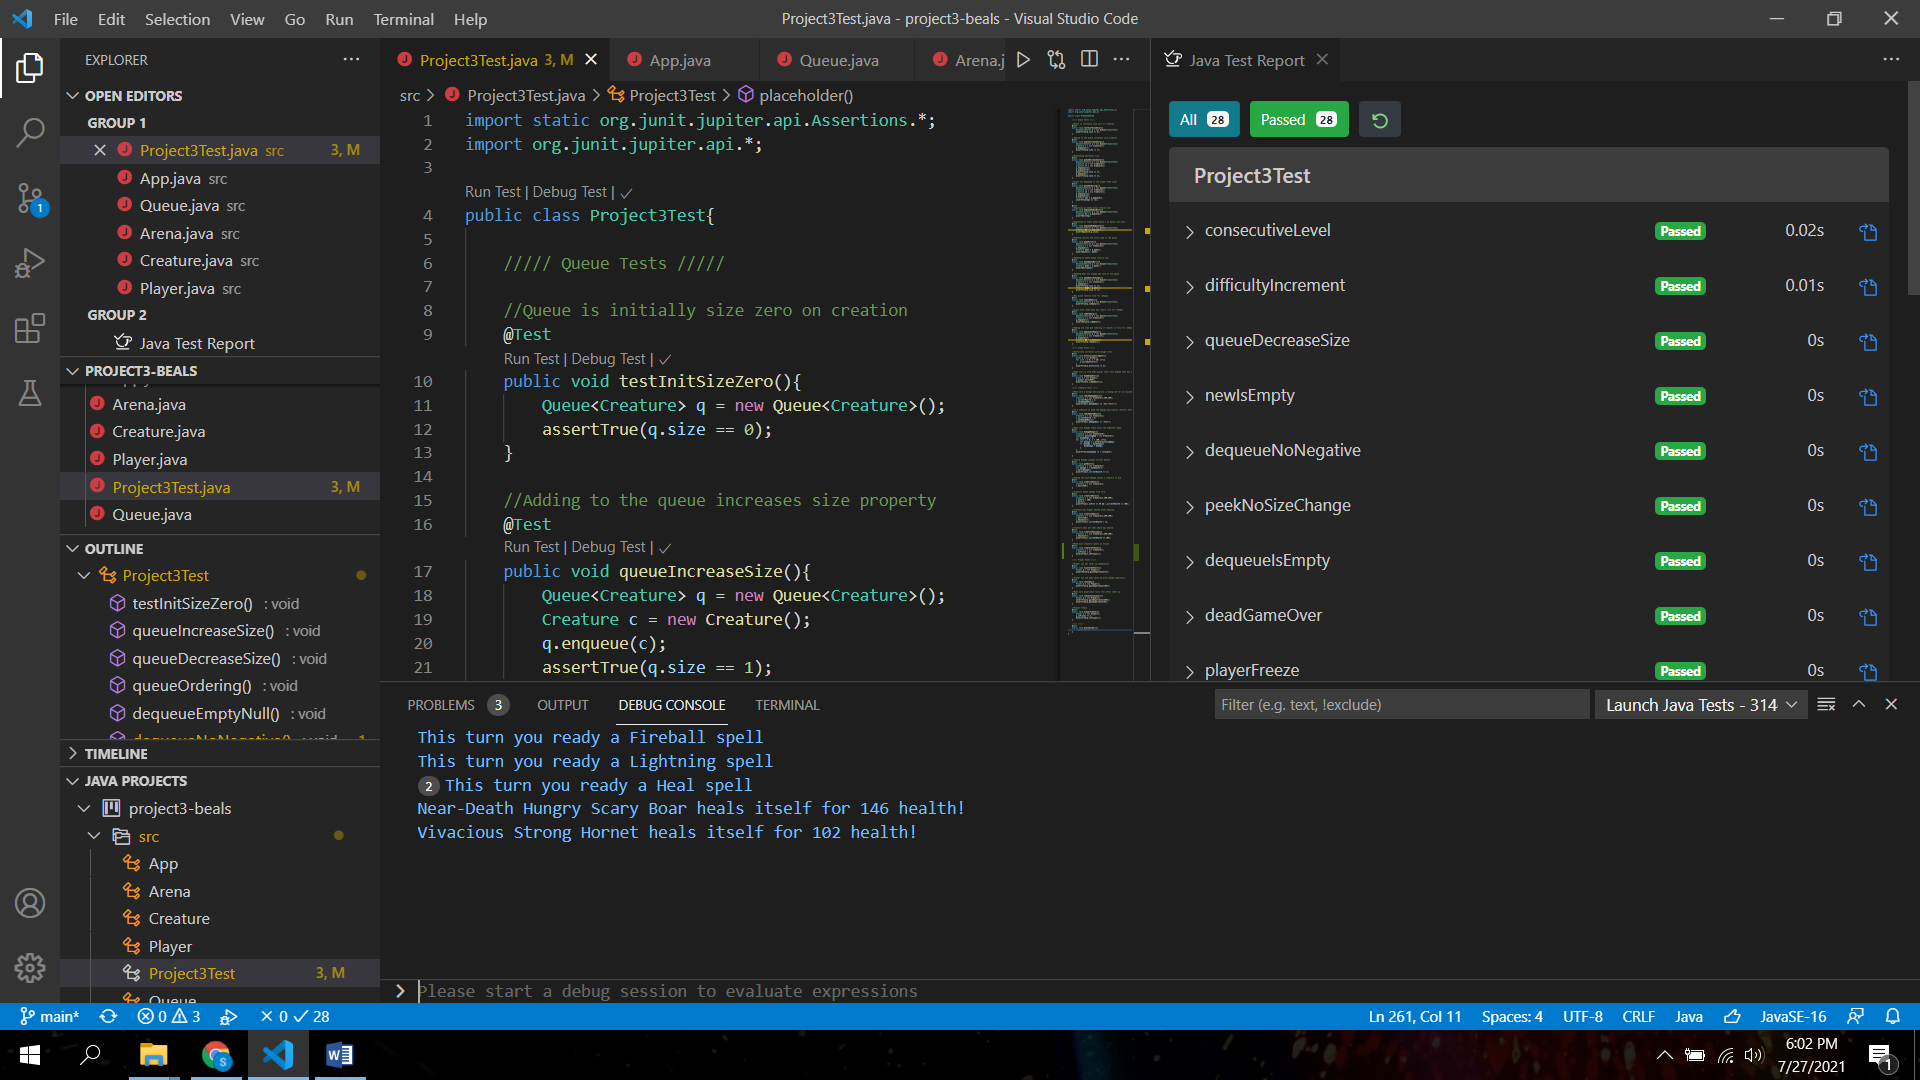 File Edit Selection View Go Run Terminal Help
Project3Test.java - project3-beals - Visual Studio Code
EXPLORER
OPEN EDITORS
GROUP 1
Project3Test.java src 3, M
App.java src
Queue.java src
Arena.java src
Creature.java src
Player.java src
GROUP 2
Java Test Report
PROJECT3-BEALS
Arena.java
Creature.java
Player.java
Project3Test.java 3, M
Queue.java
OUTLINE
Project3Test
testInitSizeZero() : void
queueIncreaseSize() : void
queueDecreaseSize() : void
queueOrdering() : void
dequeueEmptyNull() : void
dequeueNoNegative() : void 1
TIMELINE
JAVA PROJECTS
project3-beals
src
App
Arena
Creature
Player
Project3Test 3, M
Queue
1
Project3Test.java 3, M App.java Queue.java Arena.j
src > Project3Test.java > Project3Test > placeholder()
1 import static org.junit.jupiter.api.Assertions.*;
2 import org.junit.jupiter.api.*;
3
Run Test | Debug Test | ✓
4 public class Project3Test{
5
6 ///// Queue Tests /////
7
8 //Queue is initially size zero on creation
9 @Test
Run Test | Debug Test | ✓
10 public void testInitSizeZero(){
11 Queue<Creature> q = new Queue<Creature>();
12 assertTrue(q.size == 0);
13 }
14
15 //Adding to the queue increases size property
16 @Test
Run Test | Debug Test | ✓
17 public void queueIncreaseSize(){
18 Queue<Creature> q = new Queue<Creature>();
19 Creature c = new Creature();
20 q.enqueue(c);
21 assertTrue(q.size == 1);
Java Test Report
All 28 Passed 28
Project3Test
consecutiveLevel Passed 0.02s
difficultyIncrement Passed 0.01s
queueDecreaseSize Passed 0s
newIsEmpty Passed 0s
dequeueNoNegative Passed 0s
peekNoSizeChange Passed 0s
dequeueIsEmpty Passed 0s
deadGameOver Passed 0s
playerFreeze Passed 0s
PROBLEMS 3 OUTPUT DEBUG CONSOLE TERMINAL
Filter (e.g. text, !exclude)
Launch Java Tests - 314
This turn you ready a Fireball spell
This turn you ready a Lightning spell
2 This turn you ready a Heal spell
Near-Death Hungry Scary Boar heals itself for 146 health!
Vivacious Strong Hornet heals itself for 102 health!
Please start a debug session to evaluate expressions
main* 0 3 0 28
Ln 261, Col 11 Spaces: 4 UTF-8 CRLF Java JavaSE-16
6:02 PM
7/27/2021
1